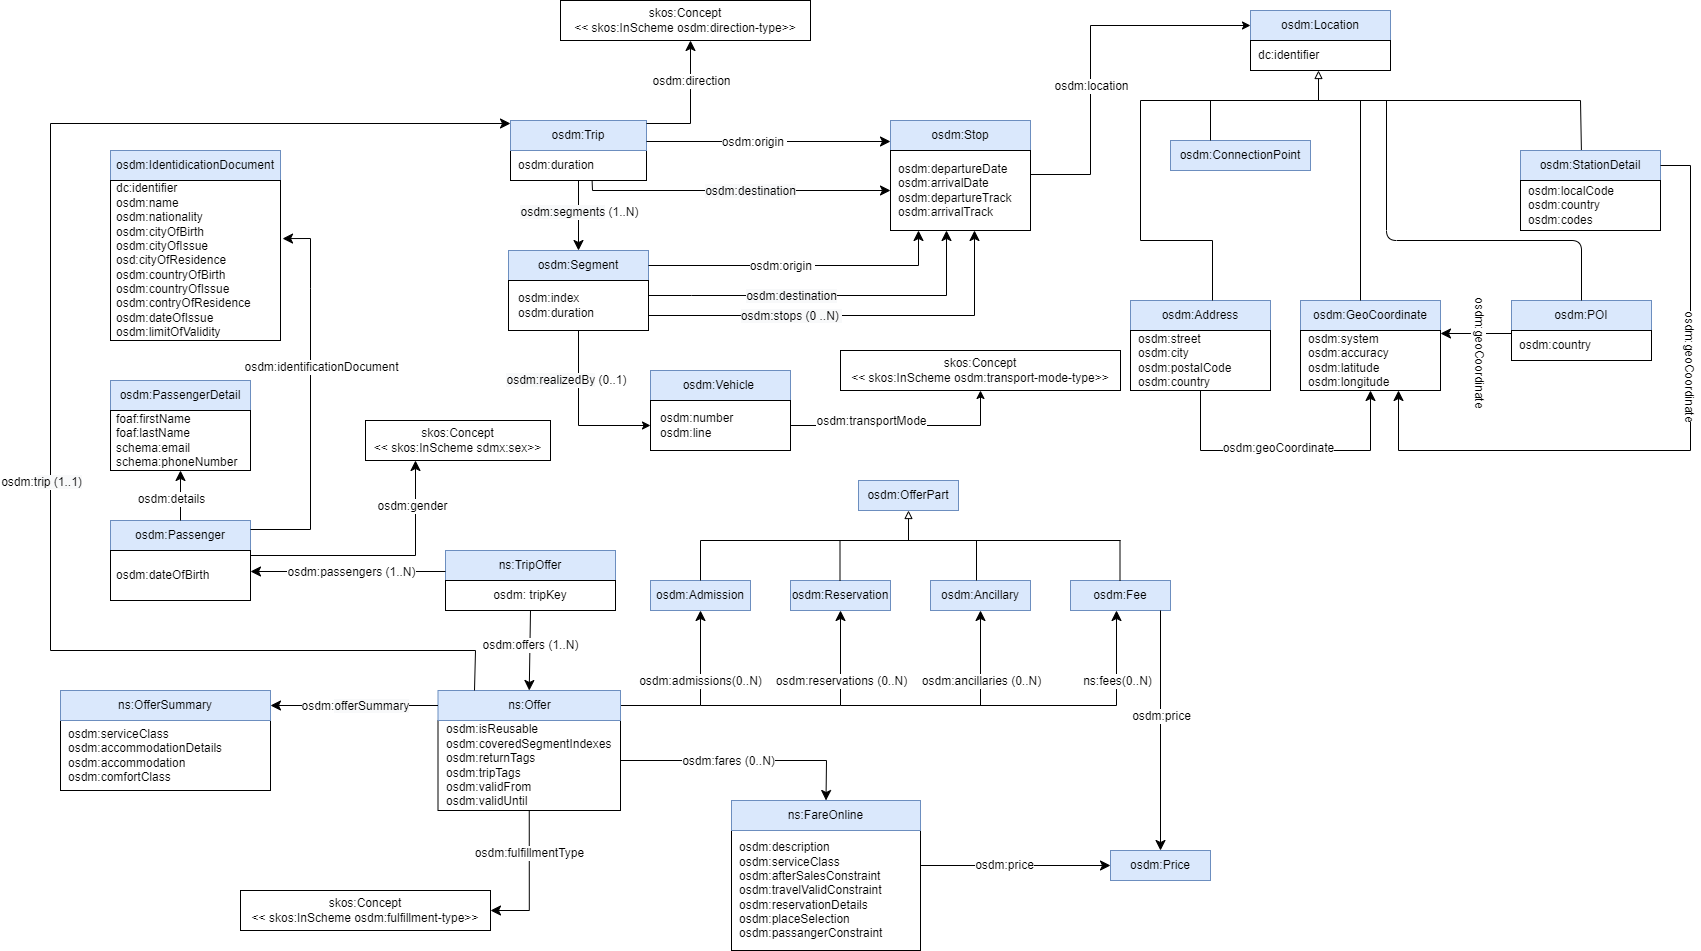 skos:Concept
<< skos:InScheme osdm:direction-type>>
osdm:direction
osdm:Location
dc:identifier
osdm:location
osdm:Trip
osdm:duration
osdm:origin
osdm:destination
osdm:segments (1..N)
osdm:Stop
osdm:departureDate
osdm:arrivalDate
osdm:departureTrack
osdm:arrivalTrack
osdm:ConnectionPoint
osdm:StationDetail
osdm:localCode
osdm:country
osdm:codes
osdm:IdentidicationDocument
dc:identifier
osdm:name
osdm:nationality
osdm:cityOfBirth
osdm:cityOfIssue
osd:cityOfResidence
osdm:countryOfBirth
osdm:countryOfIssue
osdm:contryOfResidence
osdm:dateOfIssue
osdm:limitOfValidity
osdm:Segment
osdm:index
osdm:duration
osdm:origin
osdm:destination
osdm:stops (0 ..N)
osdm:realizedBy (0..1)
osdm:Address
osdm:street
osdm:city
osdm:postalCode
osdm:country
osdm:GeoCoordinate
osdm:system
osdm:accuracy
osdm:latitude
osdm:longitude
osdm:geoCoordinate
osdm:POI
osdm:country
osdm:geoCoordinate
osdm:geoCoordinate
osdm:identificationDocument
osdm:Vehicle
osdm:number
osdm:line
osdm:transportMode
skos:Concept
<< skos:InScheme osdm:transport-mode-type>>
osdm:PassengerDetail
foaf:firstName
foaf:lastName
schema:email
schema:phoneNumber
osdm:details
skos:Concept
<< skos:InScheme sdmx:sex>>
osdm:gender
osdm:trip (1..1)
osdm:Passenger
osdm:dateOfBirth
osdm:passengers (1..N)
ns:TripOffer
osdm: tripKey
osdm:offers (1..N)
osdm:OfferPart
osdm:Admission
osdm:Reservation
osdm:Ancillary
osdm:Fee
osdm:admissions(0..N)
osdm:reservations (0..N)
osdm:ancillaries (0..N)
ns:fees(0..N)
osdm:price
ns:OfferSummary
osdm:serviceClass
osdm:accommodationDetails
osdm:accommodation
osdm:comfortClass
osdm:offerSummary
ns:Offer
osdm:isReusable
osdm:coveredSegmentIndexes
osdm:returnTags
osdm:tripTags
osdm:validFrom
osdm:validUntil
osdm:fares (0..N)
osdm:fulfillmentType
skos:Concept
<< skos:InScheme osdm:fulfillment-type>>
ns:FareOnline
osdm:description
osdm:serviceClass
osdm:afterSalesConstraint
osdm:travelValidConstraint
osdm:reservationDetails
osdm:placeSelection
osdm:passangerConstraint
osdm:price
osdm:Price